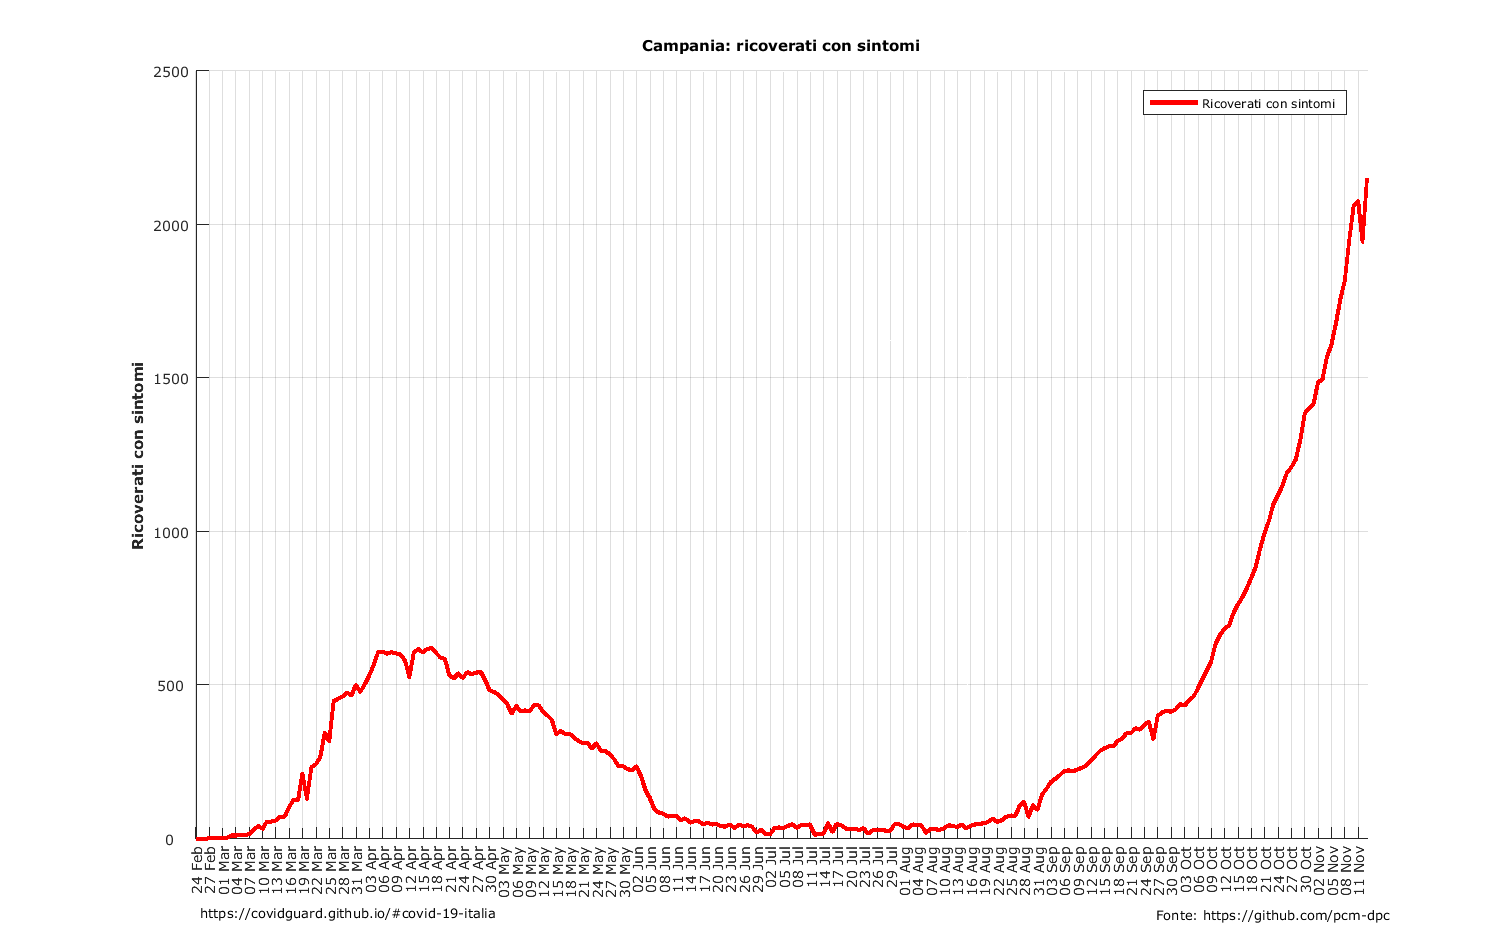 Campania: ricoverati con sintomi
Ricoverati con sintomi
2500
2000
1500
1000
500
0
Ricoverati con sintomi
24 Feb
27 Feb
01 Mar
04 Mar
07 Mar
10 Mar
13 Mar
16 Mar
19 Mar
22 Mar
25 Mar
28 Mar
31 Mar
03 Apr
06 Apr
09 Apr
12 Apr
15 Apr
18 Apr
21 Apr
24 Apr
27 Apr
30 Apr
03 May
06 May
09 May
12 May
15 May
18 May
21 May
24 May
27 May
30 May
02 Jun
05 Jun
08 Jun
11 Jun
14 Jun
17 Jun
20 Jun
23 Jun
26 Jun
29 Jun
02 Jul
05 Jul
08 Jul
11 Jul
14 Jul
17 Jul
20 Jul
23 Jul
26 Jul
29 Jul
01 Aug
04 Aug
07 Aug
10 Aug
13 Aug
16 Aug
19 Aug
22 Aug
25 Aug
28 Aug
31 Aug
03 Sep
06 Sep
09 Sep
12 Sep
15 Sep
18 Sep
21 Sep
24 Sep
27 Sep
30 Sep
03 Oct
06 Oct
09 Oct
12 Oct
15 Oct
18 Oct
21 Oct
24 Oct
27 Oct
30 Oct
02 Nov
05 Nov
08 Nov
11 Nov
https://covidguard.github.io/#covid-19-italia
Fonte: https://github.com/pcm-dpc